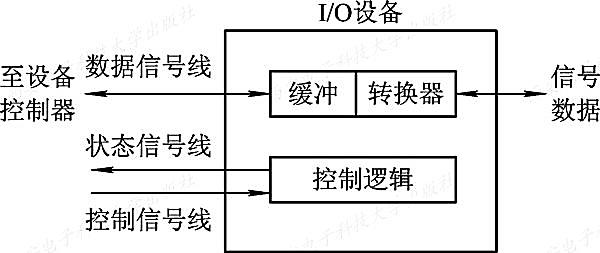 I/O设备
数据信号线
至设备
控制器
缓冲
转换器
信号
数据
状态信号线
控制逻辑
控制信号线